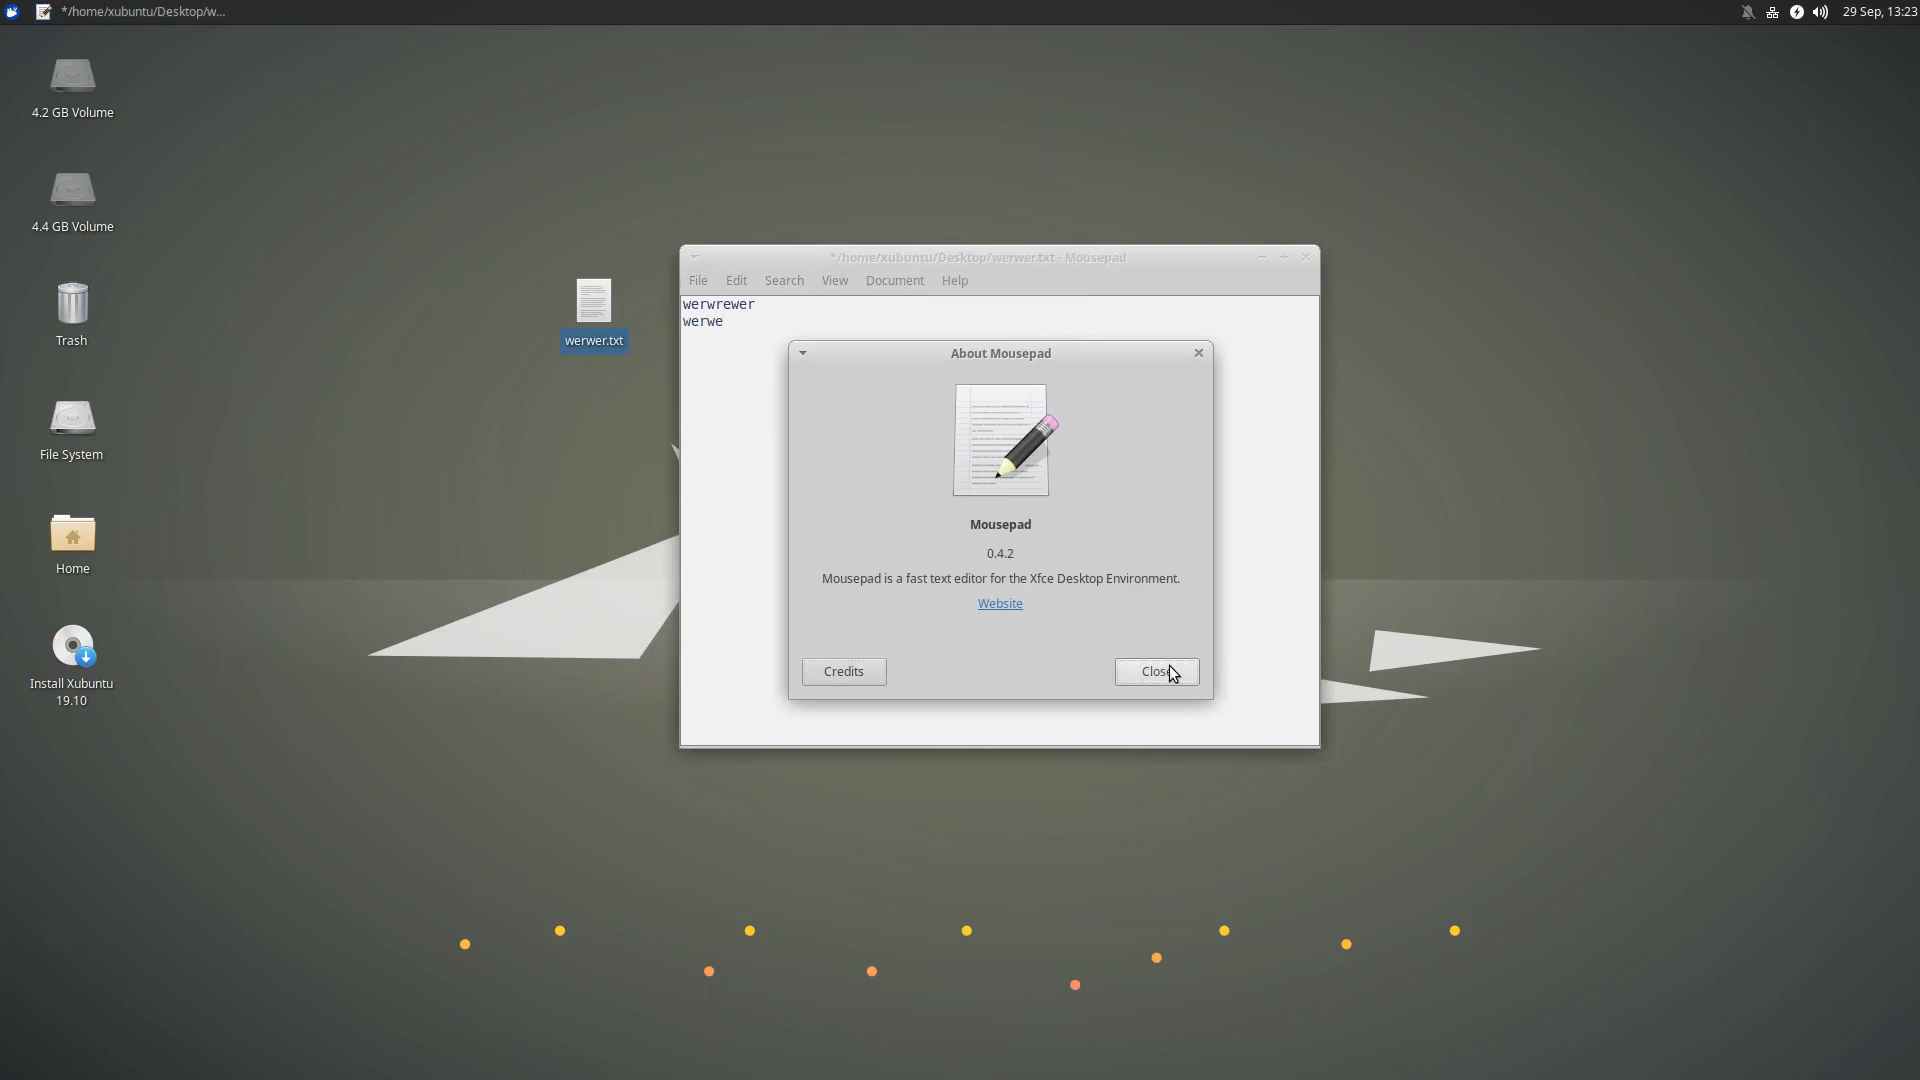 */home/xubuntu/Desktop/w...
29 Sep, 13:23
4.2 GB Volume
4.4 GB Volume
Trash
File System
Home
Install Xubuntu
19.10
werwer.txt
*/home/xubuntu/Desktop/werwer.txt - Mousepad
File Edit Search View Document Help
werwrewer
werwe
About Mousepad
Mousepad
0.4.2
Mousepad is a fast text editor for the Xfce Desktop Environment.
Website
Credits
Close